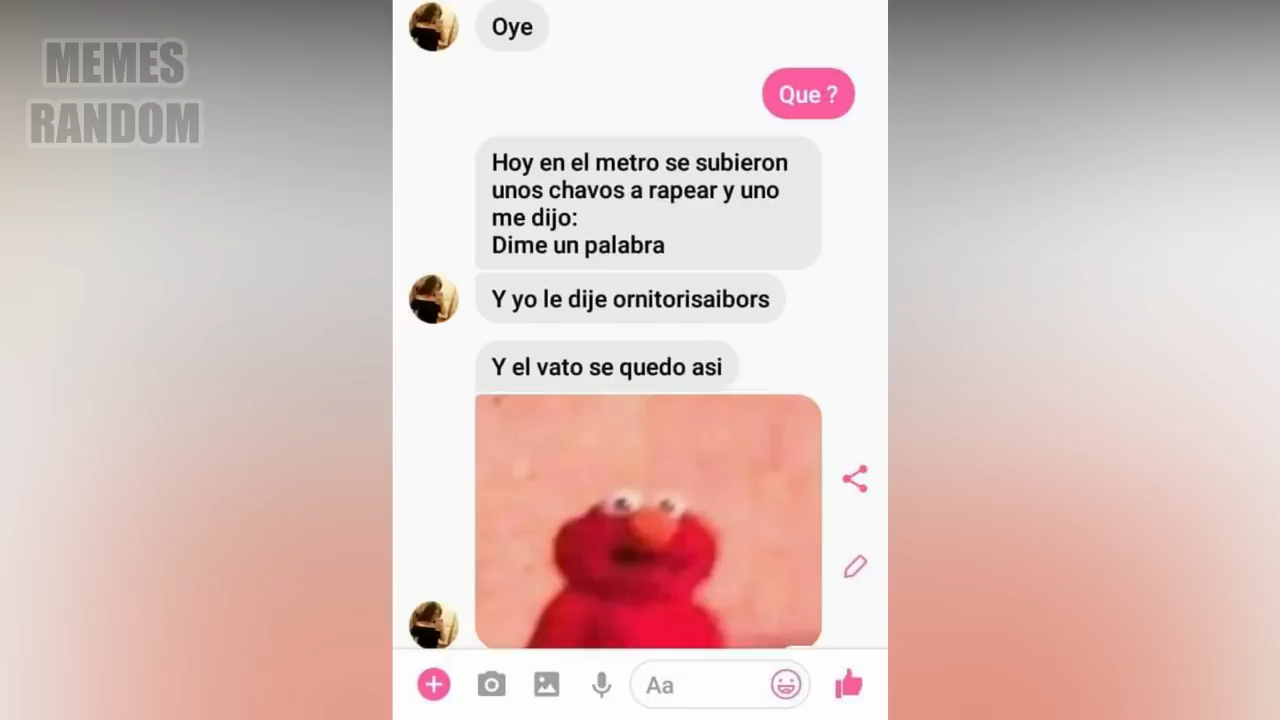 MEMES
RANDOM
Oye
Que ?
Hoy en el metro se subieron
unos chavos a rapear y uno
me dijo:
Dime un palabra
Y yo le dije ornitorisaibors
Y el vato se quedo asi
Aa